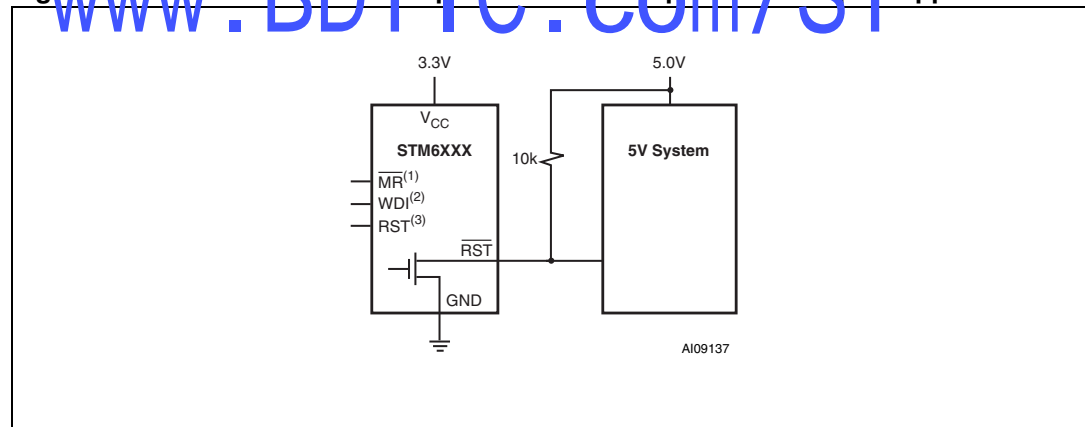 www.BDTIC.com/ST
3.3V
5.0V
VCC
STM6XXX
10k
5V System
MR(1)
WDI(2)
RST(3)
RST
GND
AI09137